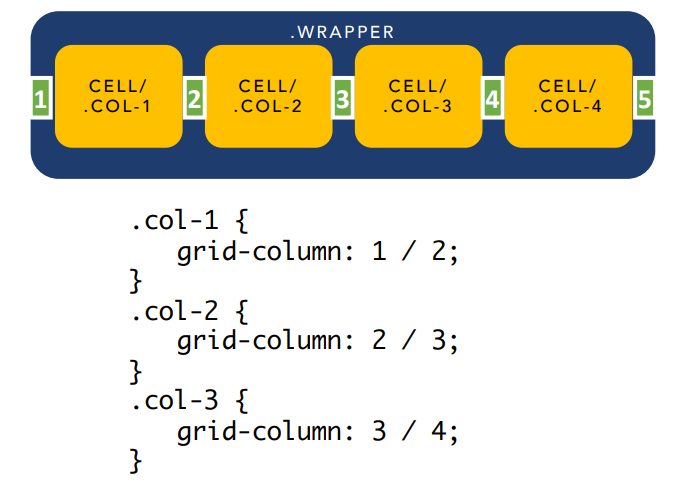 .WRAPPER
1 CELL/ .COL-1 2 CELL/ .COL-2 3 CELL/ .COL-3 4 CELL/ .COL-4 5
.col-1 {
   grid-column: 1 / 2;
}
.col-2 {
   grid-column: 2 / 3;
}
.col-3 {
   grid-column: 3 / 4;
}